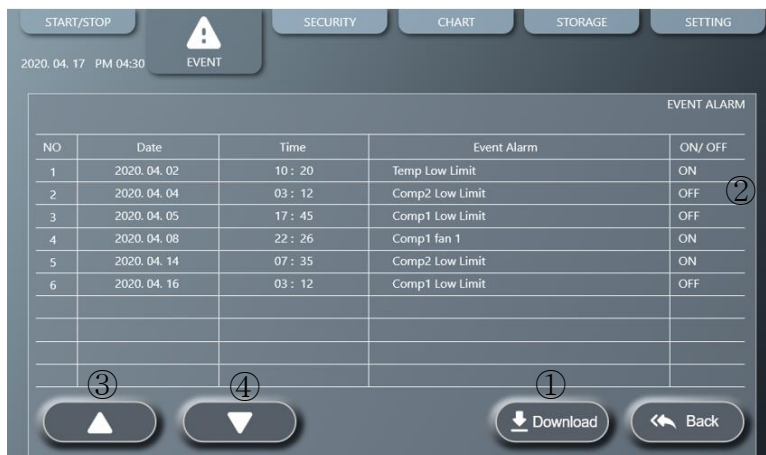 START/STOP SECURITY CHART STORAGE SETTING
2020. 04. 17 PM 04:30 EVENT
EVENT ALARM
NO Date Time Event Alarm ON/ OFF
1 2020. 04. 02 10 : 20 Temp Low Limit ON
2 2020. 04. 04 03 : 12 Comp2 Low Limit OFF ②
3 2020. 04. 05 17 : 45 Comp1 Low Limit OFF
4 2020. 04. 08 22 : 26 Comp1 fan 1 ON
5 2020. 04. 14 07 : 35 Comp2 Low Limit ON
6 2020. 04. 16 03 : 12 Comp1 Low Limit OFF
③ ④ ①
Download Back